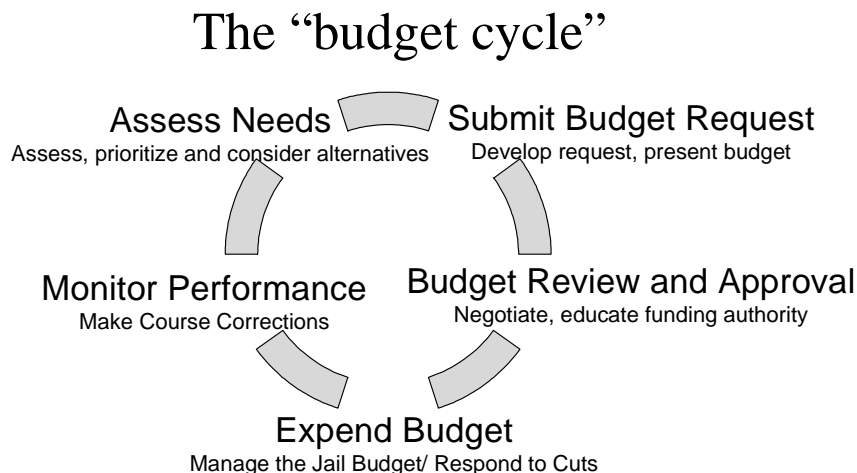 The “budget cycle”
Assess Needs
Assess, prioritize and consider alternatives
Submit Budget Request
Develop request, present budget
Budget Review and Approval
Negotiate, educate funding authority
Expend Budget
Manage the Jail Budget/ Respond to Cuts
Monitor Performance
Make Course Corrections